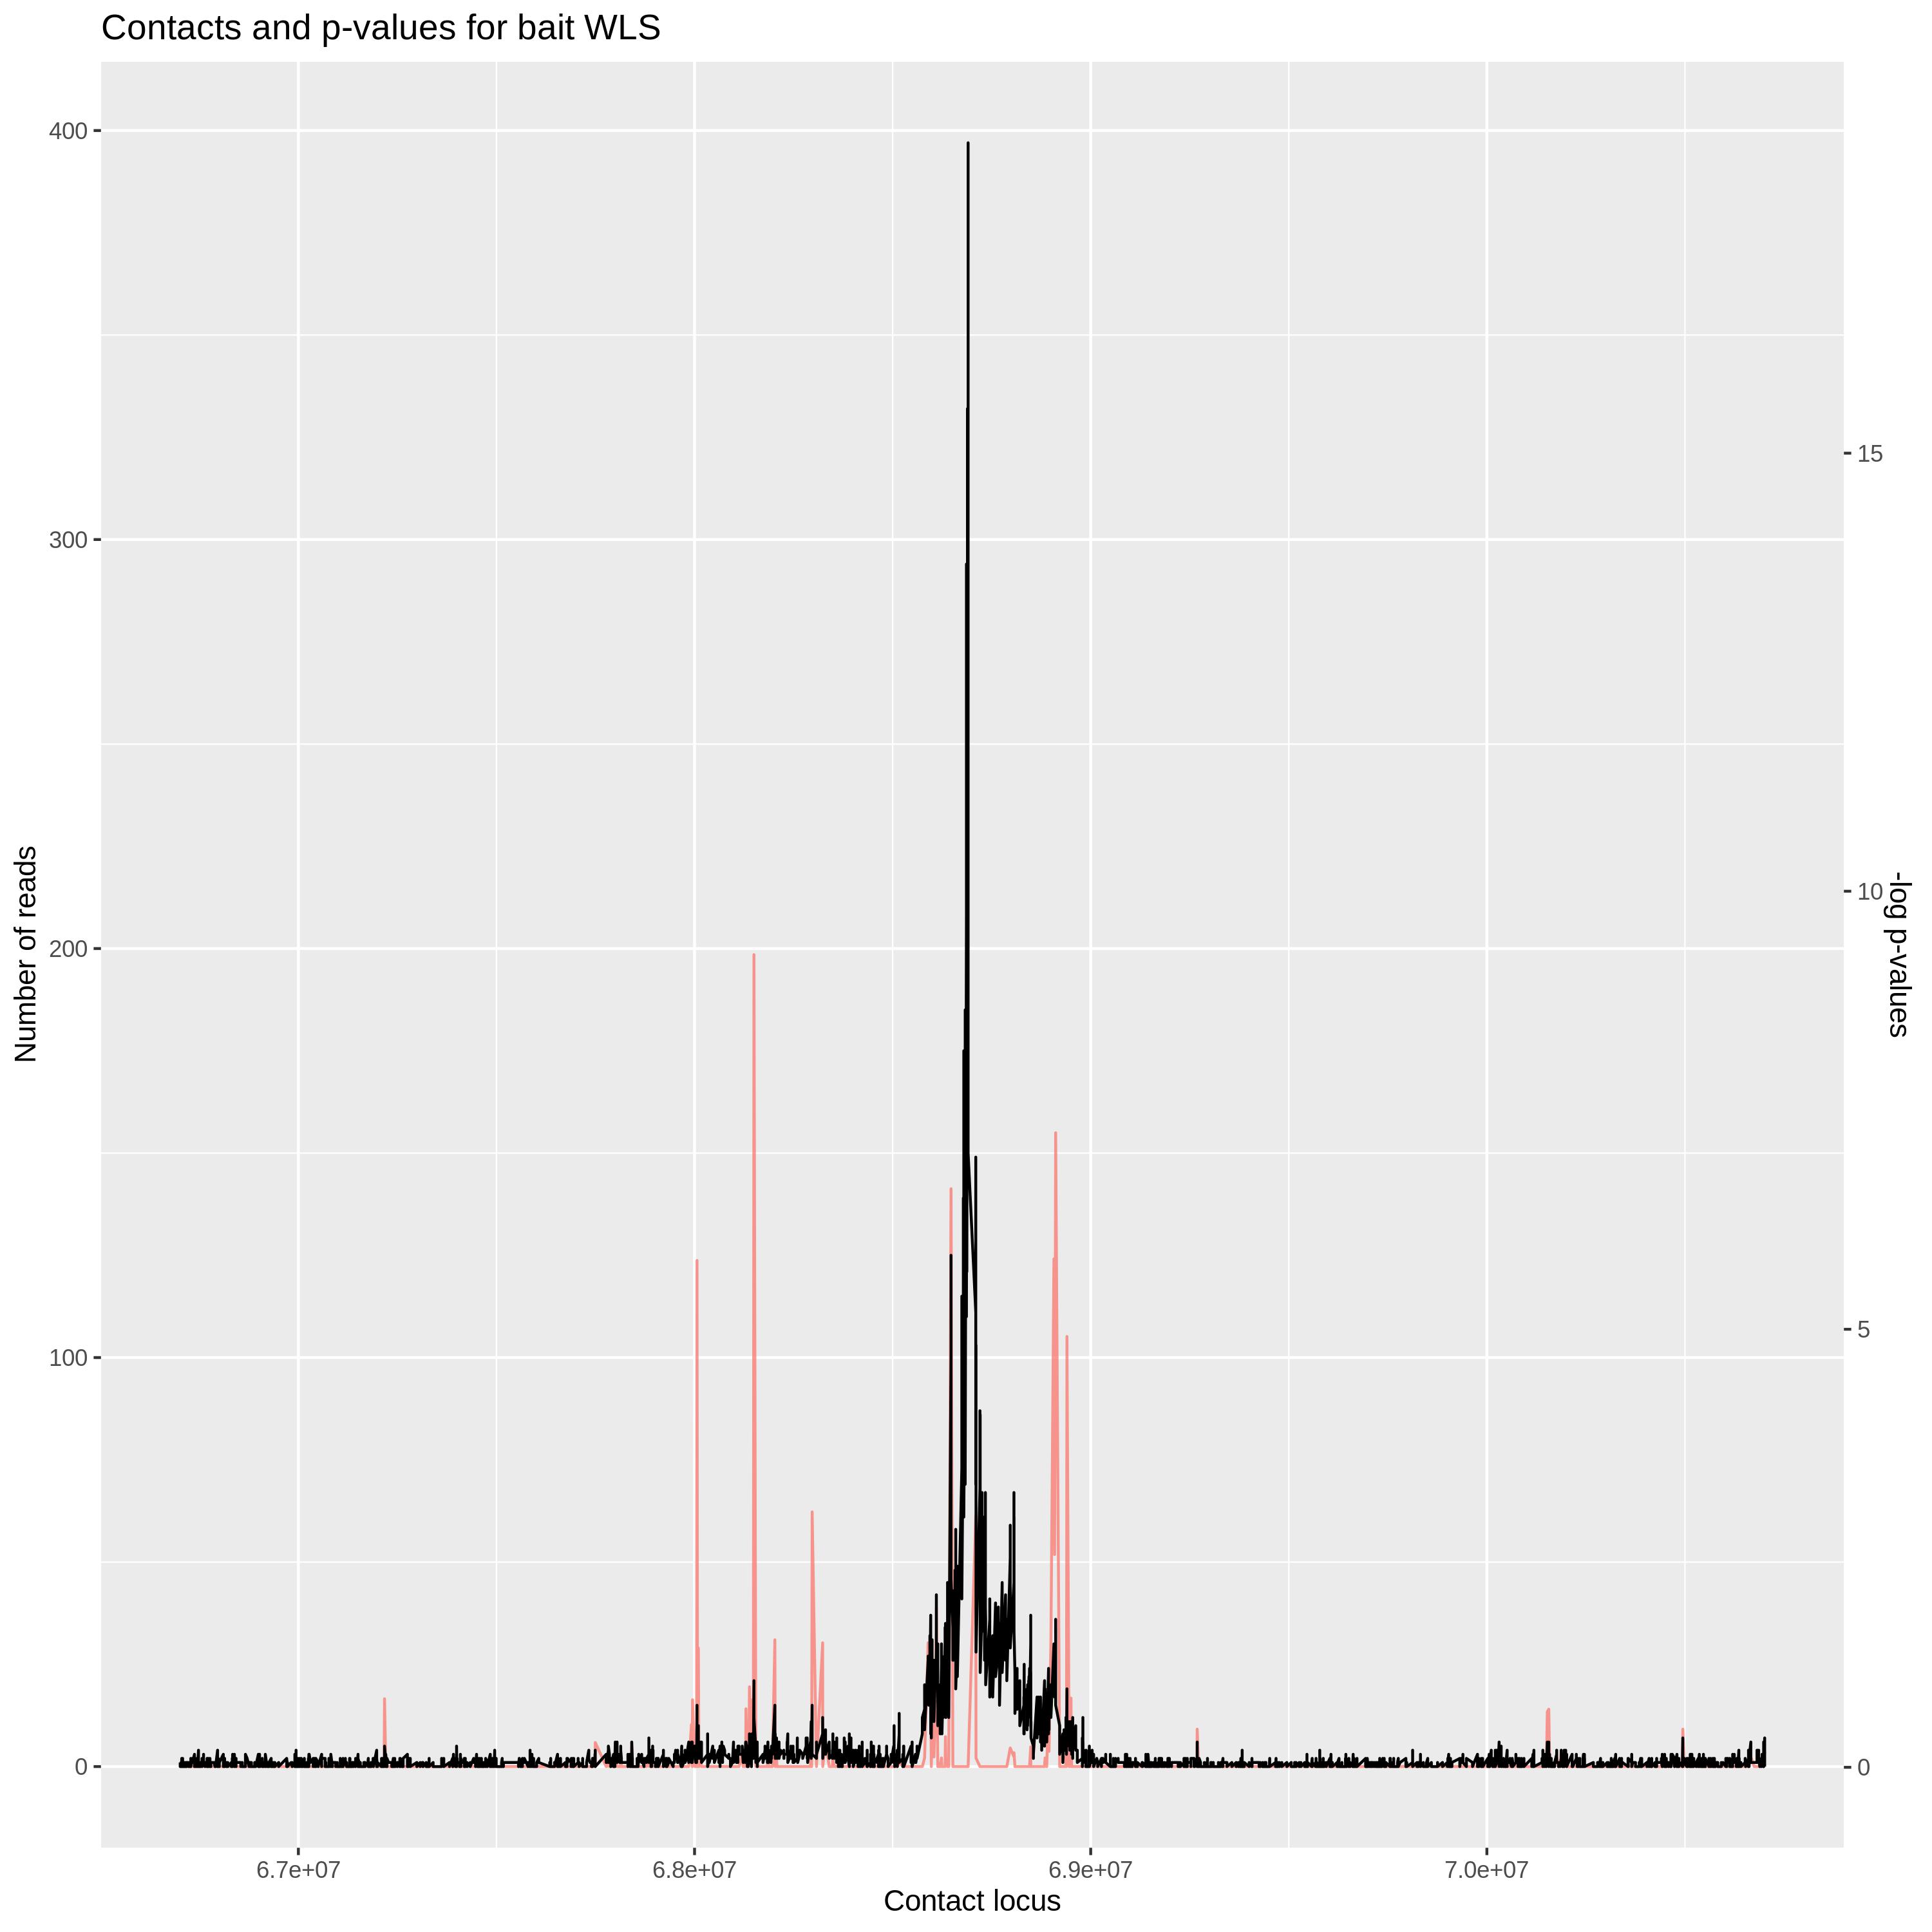 Contacts and p-values for bait WLS
400
300
200
100
0
Number of reads
15
10
5
0
-log p-values
6.7e+07
6.8e+07
6.9e+07
7.0e+07
Contact locus